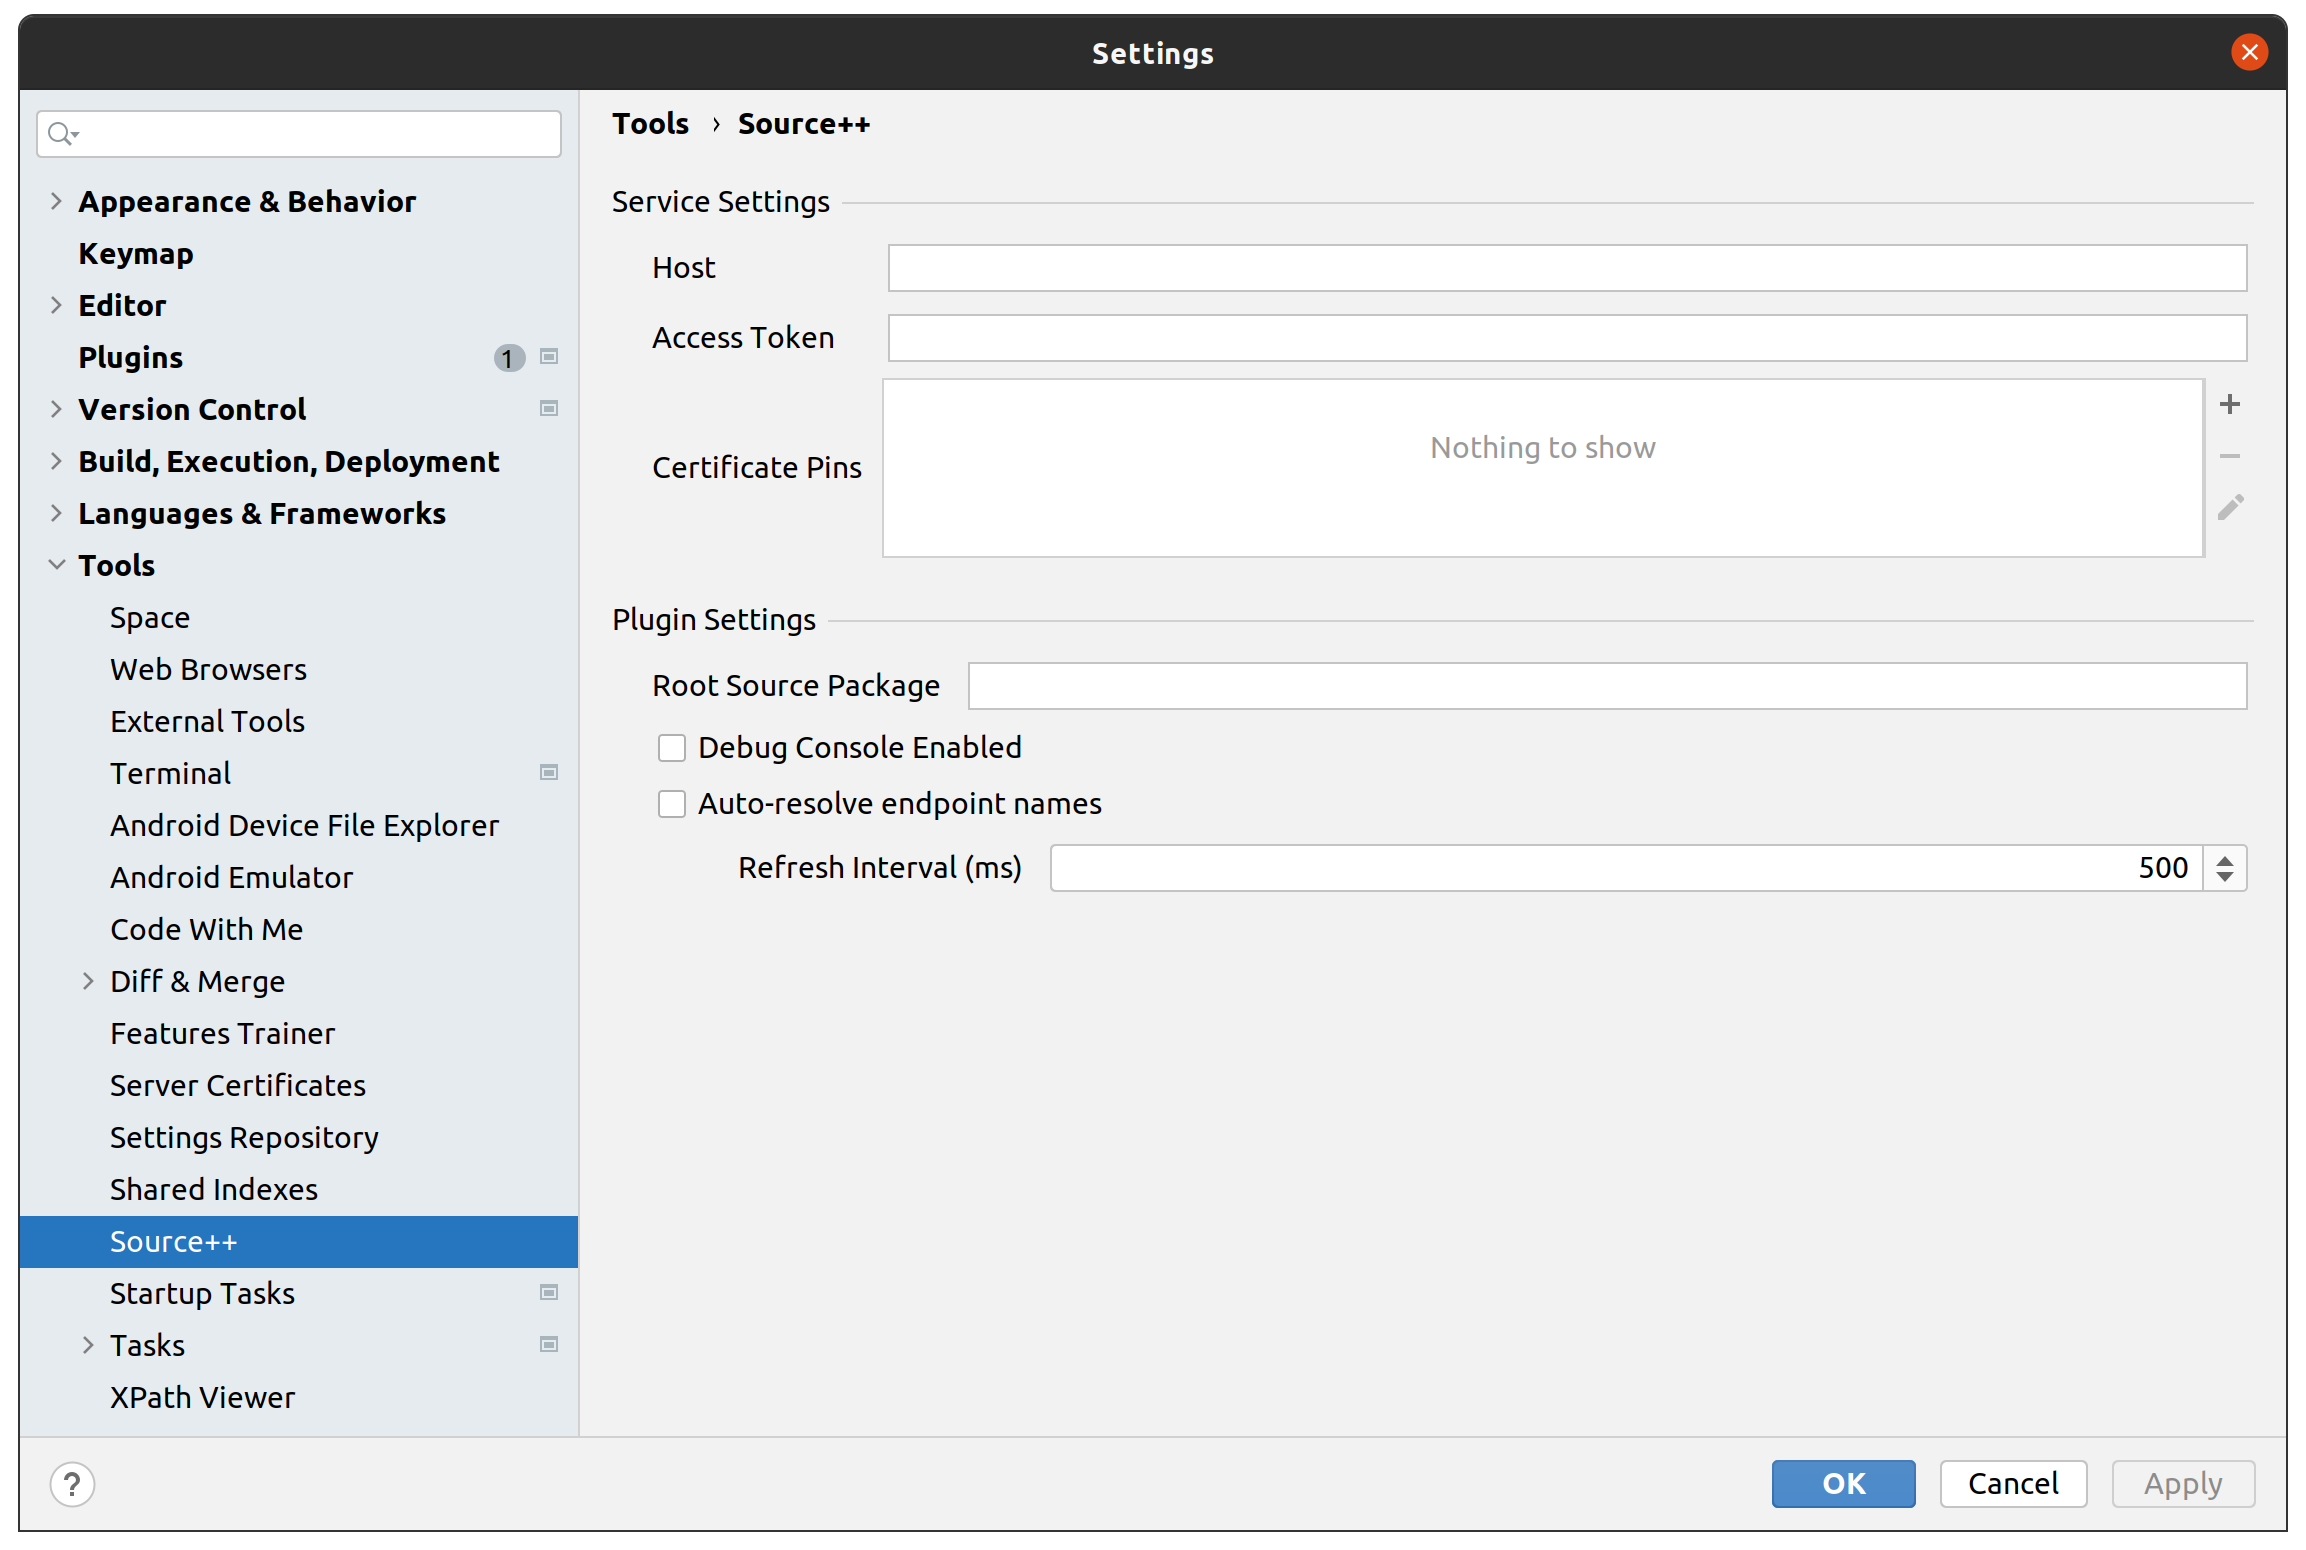 Settings
Appearance & Behavior
Keymap
Editor
Plugins 1
Version Control
Build, Execution, Deployment
Languages & Frameworks
Tools
Space
Web Browsers
External Tools
Terminal
Android Device File Explorer
Android Emulator
Code With Me
Diff & Merge
Features Trainer
Server Certificates
Settings Repository
Shared Indexes
Source++
Startup Tasks
Tasks
XPath Viewer
Tools › Source++
Service Settings
Host
Access Token
Certificate Pins
Nothing to show
Plugin Settings
Root Source Package
Debug Console Enabled
Auto-resolve endpoint names
Refresh Interval (ms) 500
?
OK Cancel Apply